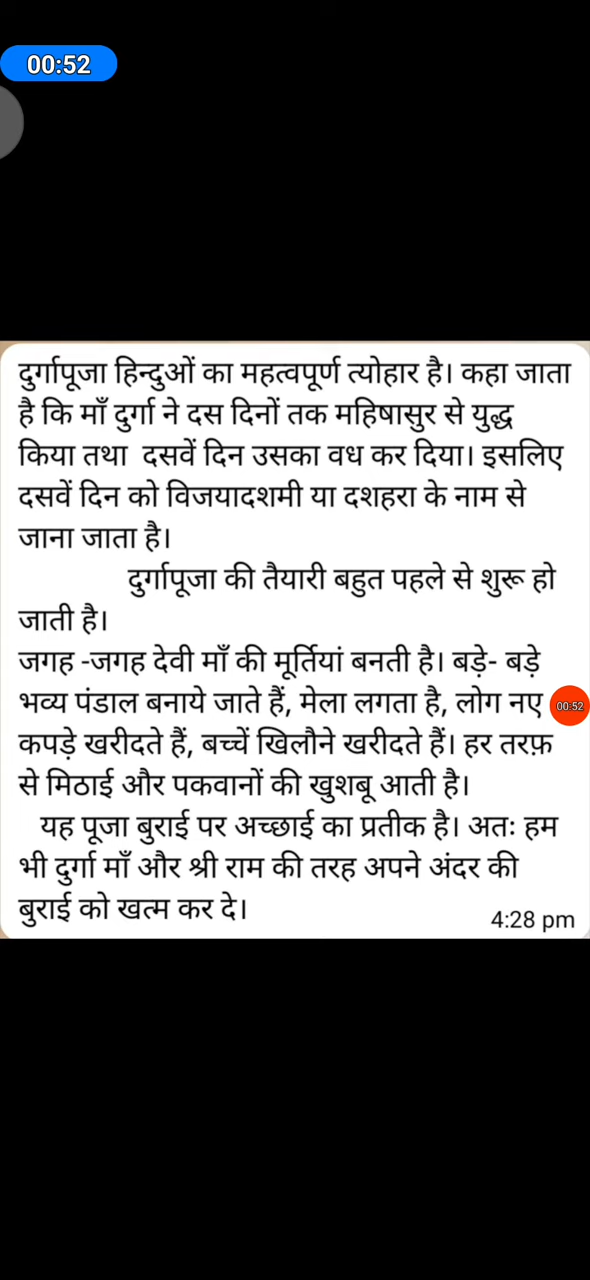 00:52
दुर्गापूजा हिन्दुओं का महत्वपूर्ण त्योहार है। कहा जाता
है कि माँ दुर्गा ने दस दिनों तक महिषासुर से युद्ध
किया तथा  दसवें दिन उसका वध कर दिया। इसलिए
दसवें दिन को विजयादशमी या दशहरा के नाम से
जाना जाता है।
दुर्गापूजा की तैयारी बहुत पहले से शुरू हो
जाती है।
जगह -जगह देवी माँ की मूर्तियां बनती है। बड़े- बड़े
भव्य पंडाल बनाये जाते हैं, मेला लगता है, लोग नए
00:52
कपड़े खरीदते हैं, बच्चें खिलौने खरीदते हैं। हर तरफ़
से मिठाई और पकवानों की खुशबू आती है।
यह पूजा बुराई पर अच्छाई का प्रतीक है। अतः हम
भी दुर्गा माँ और श्री राम की तरह अपने अंदर की
बुराई को खत्म कर दे।
4:28 pm